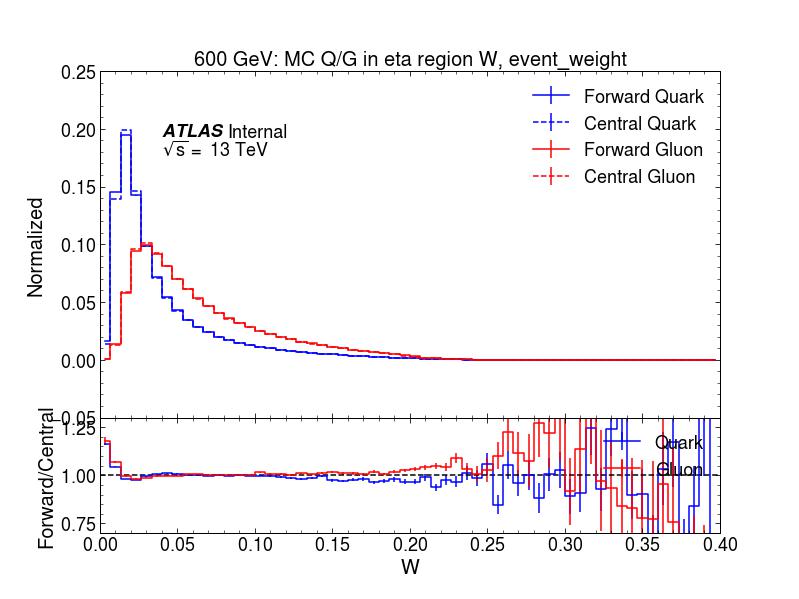 600 GeV: MC Q/G in eta region W, event_weight
0.25
0.20
0.15
0.10
0.05
0.00
0.05
Normalized
ATLAS Internal
√s = 13 TeV
Forward Quark
Central Quark
Forward Gluon
Central Gluon
1.25
1.00
0.75
Forward/Central
Quark
Gluon
0.00 0.05 0.10 0.15 0.20 0.25 0.30 0.35 0.40
W